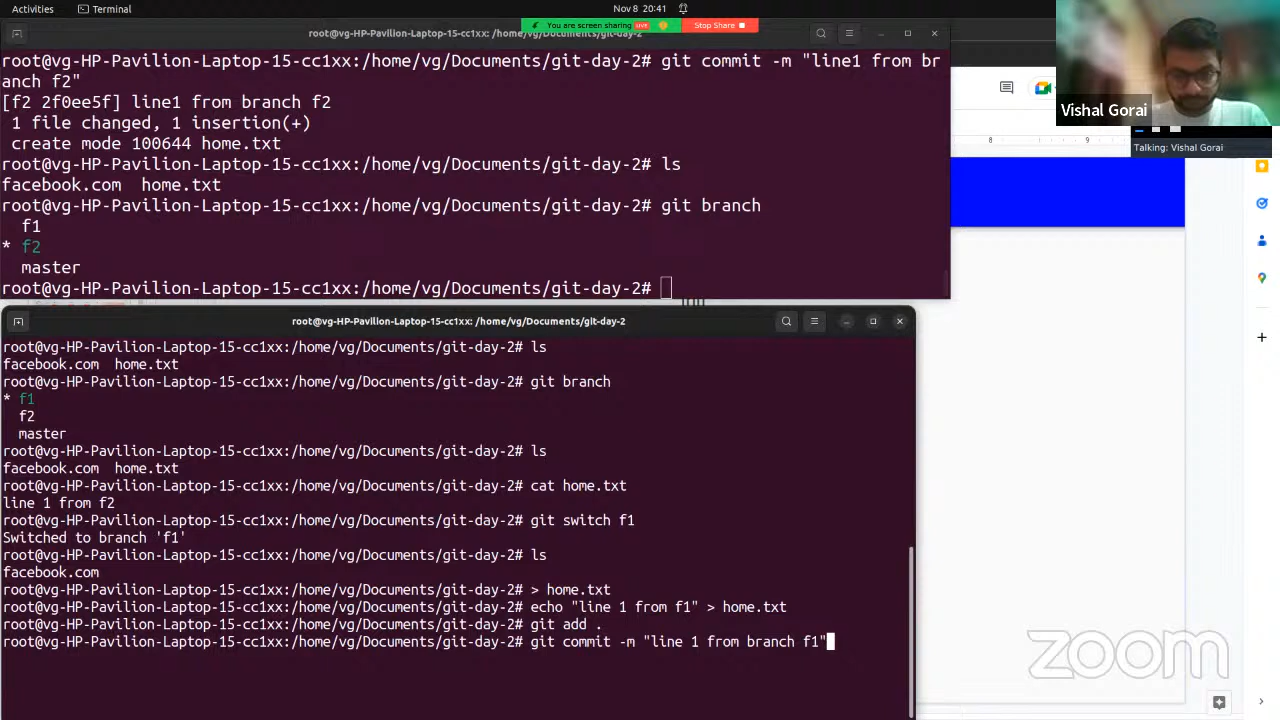 Activities Terminal Nov 8 20:41
You are screen sharing LIVE Stop Share
root@vg-HP-Pavilion-Laptop-15-cc1xx: /home/vg/Documents/git-day-2
root@vg-HP-Pavilion-Laptop-15-cc1xx:/home/vg/Documents/git-day-2# git commit -m "line1 from br
anch f2"
[f2 2f0ee5f] line1 from branch f2
1 file changed, 1 insertion(+)
create mode 100644 home.txt
root@vg-HP-Pavilion-Laptop-15-cc1xx:/home/vg/Documents/git-day-2# ls
facebook.com home.txt
root@vg-HP-Pavilion-Laptop-15-cc1xx:/home/vg/Documents/git-day-2# git branch
f1
* f2
master
root@vg-HP-Pavilion-Laptop-15-cc1xx:/home/vg/Documents/git-day-2#
Vishal Gorai
Talking: Vishal Gorai
8 9
root@vg-HP-Pavilion-Laptop-15-cc1xx: /home/vg/Documents/git-day-2
root@vg-HP-Pavilion-Laptop-15-cc1xx:/home/vg/Documents/git-day-2# ls
facebook.com home.txt
root@vg-HP-Pavilion-Laptop-15-cc1xx:/home/vg/Documents/git-day-2# git branch
* f1
f2
master
root@vg-HP-Pavilion-Laptop-15-cc1xx:/home/vg/Documents/git-day-2# ls
facebook.com home.txt
root@vg-HP-Pavilion-Laptop-15-cc1xx:/home/vg/Documents/git-day-2# cat home.txt
line 1 from f2
root@vg-HP-Pavilion-Laptop-15-cc1xx:/home/vg/Documents/git-day-2# git switch f1
Switched to branch 'f1'
root@vg-HP-Pavilion-Laptop-15-cc1xx:/home/vg/Documents/git-day-2# ls
facebook.com
root@vg-HP-Pavilion-Laptop-15-cc1xx:/home/vg/Documents/git-day-2# > home.txt
root@vg-HP-Pavilion-Laptop-15-cc1xx:/home/vg/Documents/git-day-2# echo "line 1 from f1" > home.txt
root@vg-HP-Pavilion-Laptop-15-cc1xx:/home/vg/Documents/git-day-2# git add .
root@vg-HP-Pavilion-Laptop-15-cc1xx:/home/vg/Documents/git-day-2# git commit -m "line 1 from branch f1"
zoom